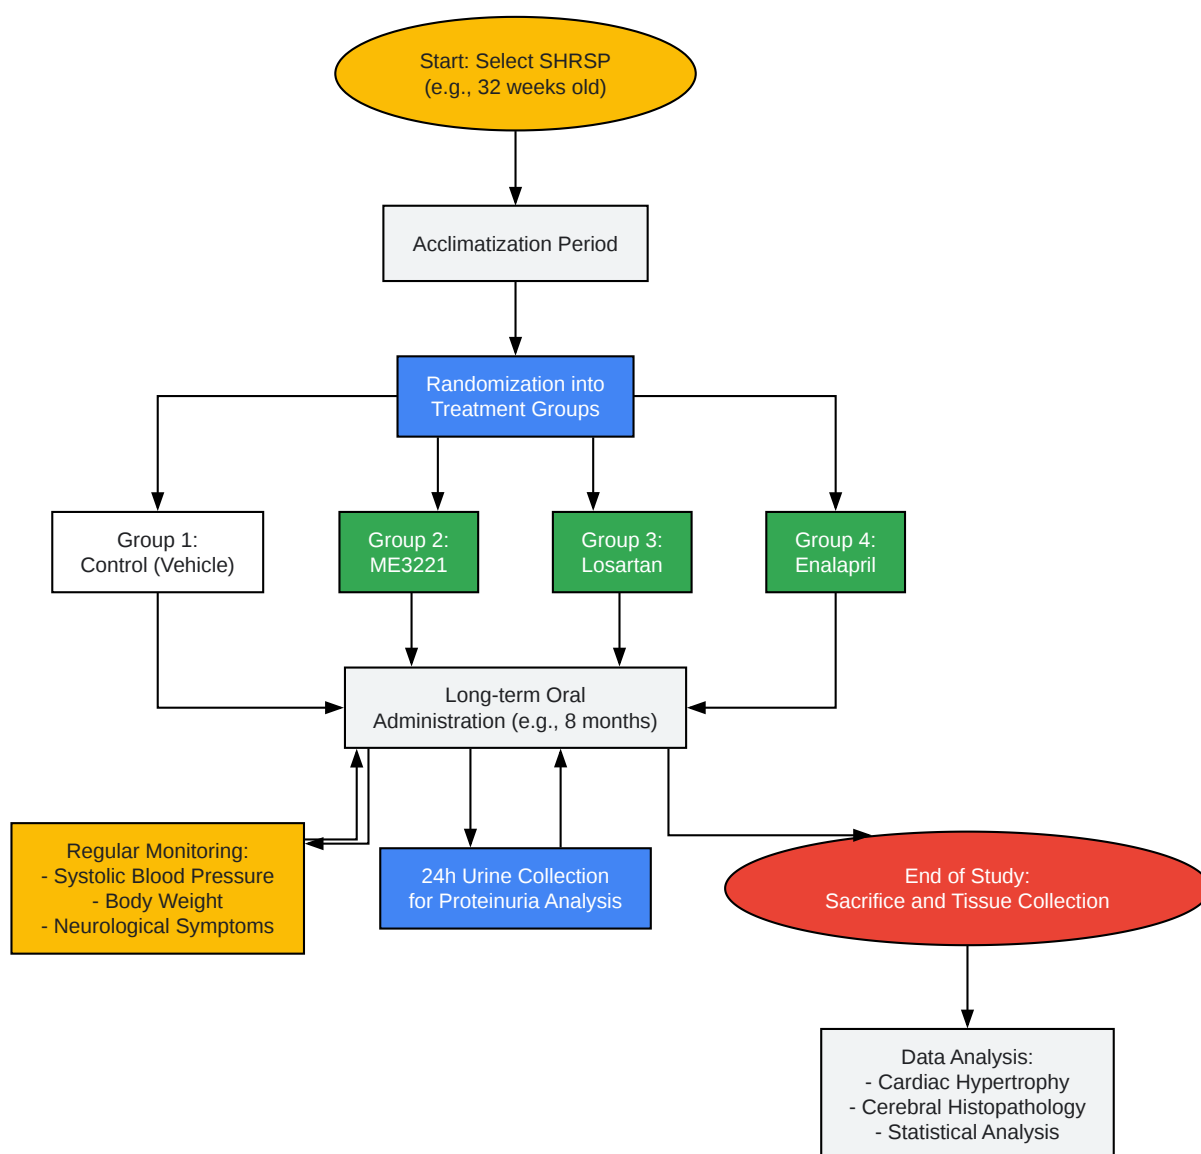 Start: Select SHRSP
(e.g., 32 weeks old)
Acclimatization Period
Randomization into
Treatment Groups
Group 1:
Control (Vehicle)
Group 2:
ME3221
Group 3:
Losartan
Group 4:
Enalapril
Long-term Oral
Administration (e.g., 8 months)
Regular Monitoring:
- Systolic Blood Pressure
- Body Weight
- Neurological Symptoms
24h Urine Collection
for Proteinuria Analysis
End of Study:
Sacrifice and Tissue Collection
Data Analysis:
- Cardiac Hypertrophy
- Cerebral Histopathology
- Statistical Analysis